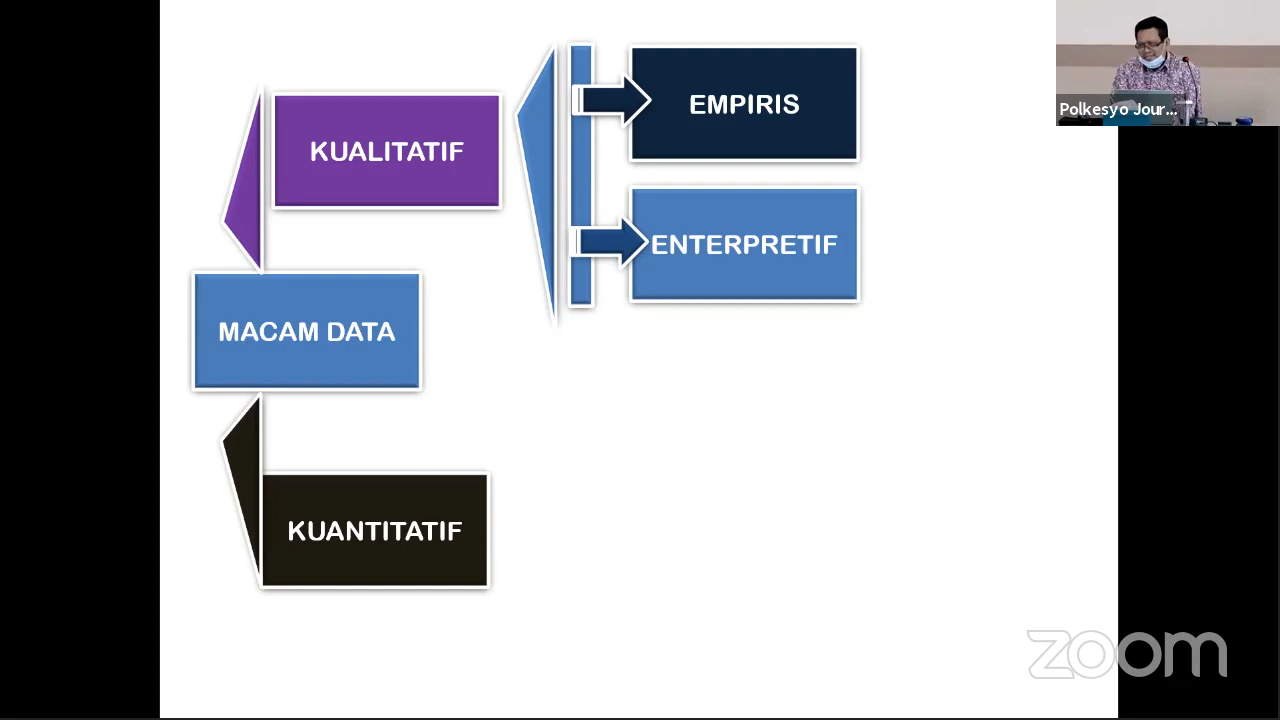 EMPIRIS
KUALITATIF
ENTERPRETIF
MACAM DATA
KUANTITATIF
Polkesyo Jour...
zoom